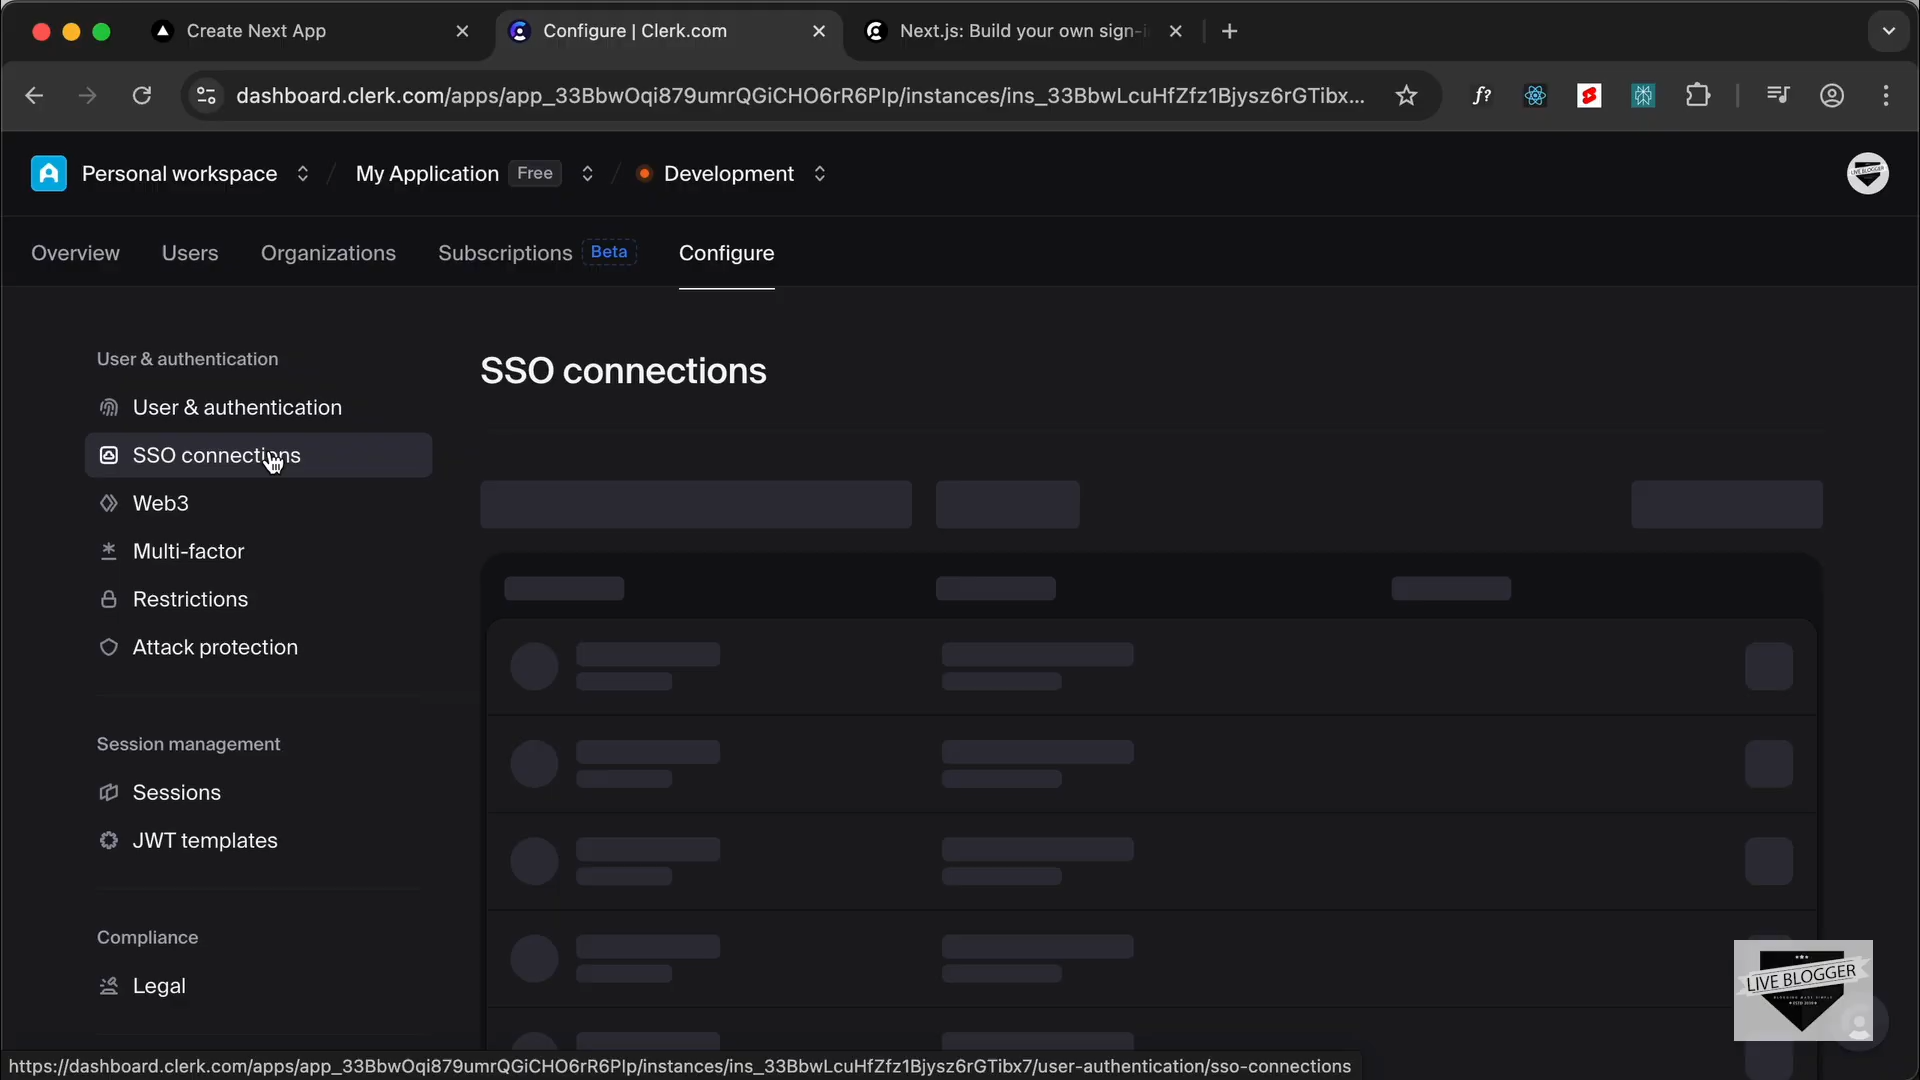 Create Next App
Configure | Clerk.com
Next.js: Build your own sign-i
dashboard.clerk.com/apps/app_33BbwOqi879umrQGiCHO6rR6PIp/instances/ins_33BbwLcuHfZfz1Bjysz6rGTibx...
f?
Personal workspace / My Application Free / Development
Overview Users Organizations Subscriptions Beta Configure
User & authentication
User & authentication
SSO connections
Web3
Multi-factor
Restrictions
Attack protection
Session management
Sessions
JWT templates
Compliance
Legal
SSO connections
LIVE BLOGGER
https://dashboard.clerk.com/apps/app_33BbwOqi879umrQGiCHO6rR6PIp/instances/ins_33BbwLcuHfZfz1Bjysz6rGTibx7/user-authentication/sso-connections